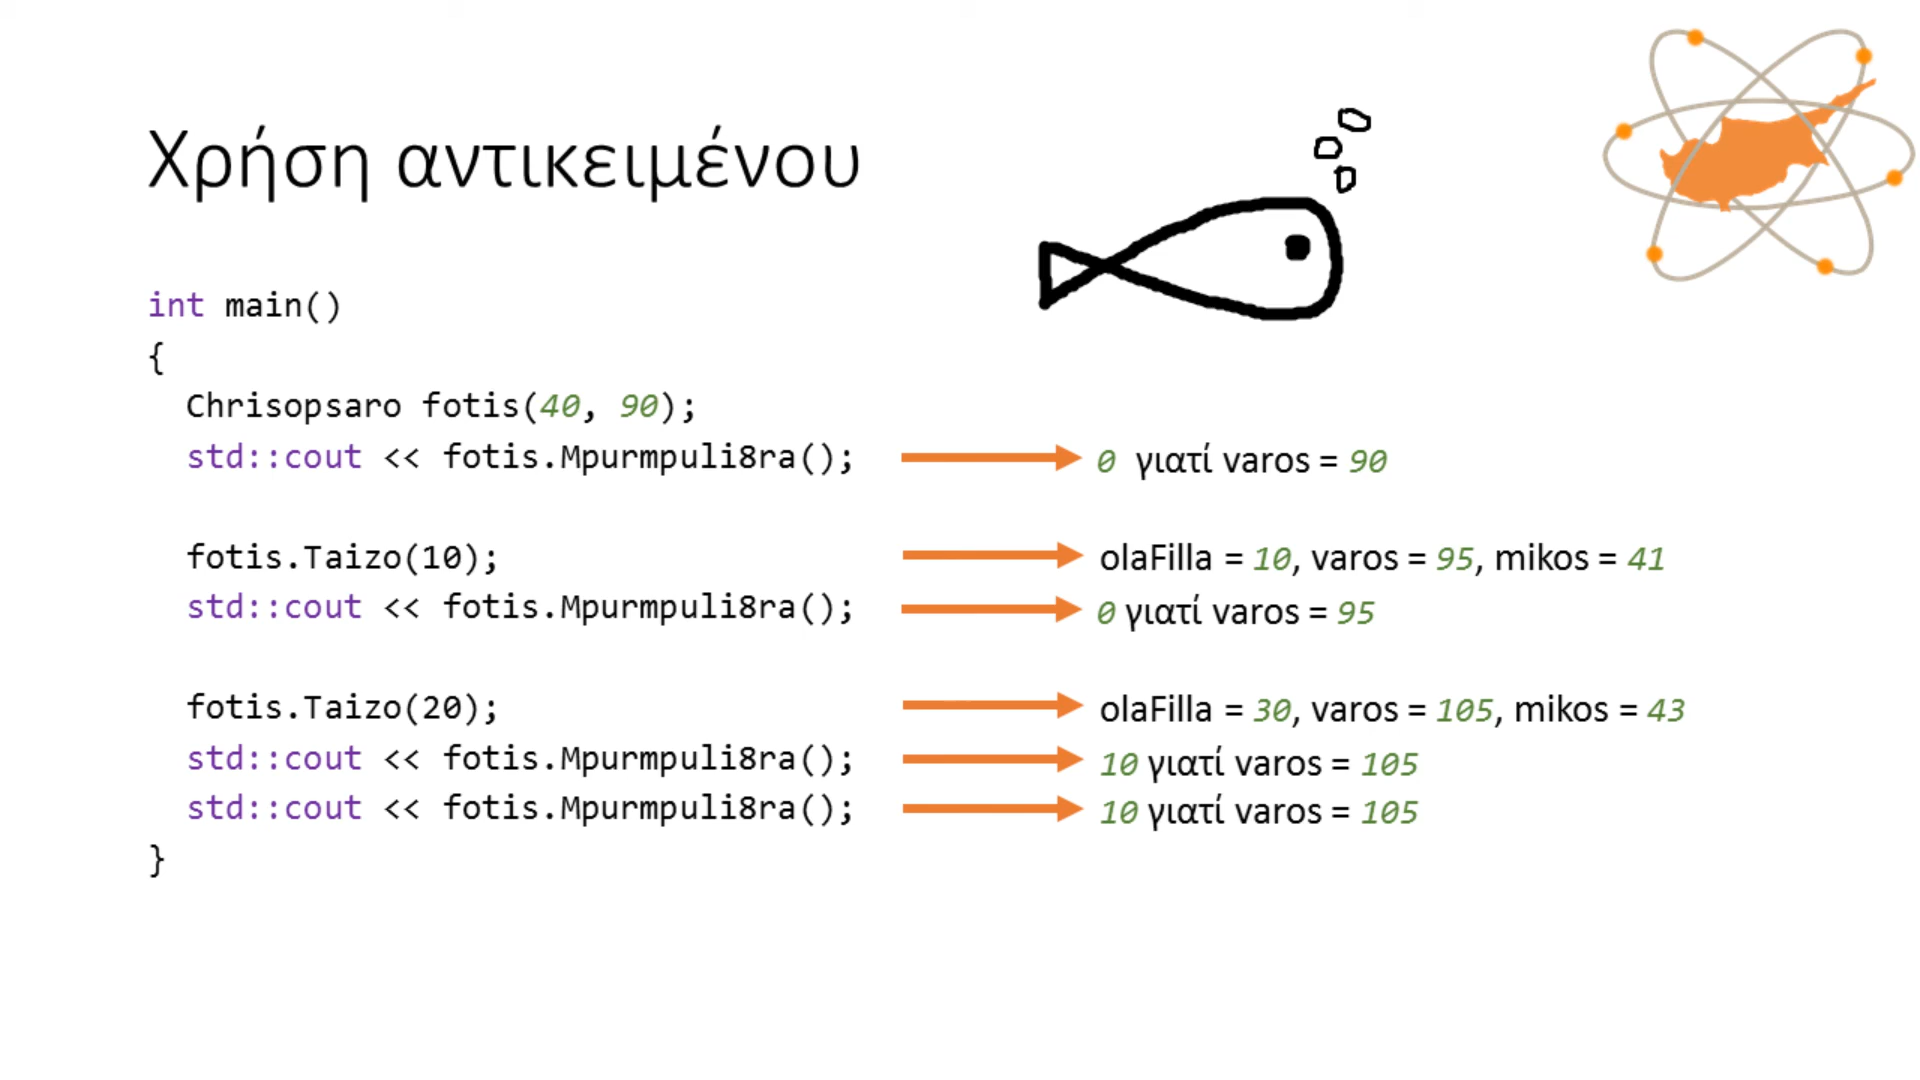 Χρήση αντικειμένου
int main()
{
Chrisopsaro fotis(40, 90);
std::cout << fotis.Mpurmpuli8ra(); 0 γιατί varos = 90
fotis.Taizo(10); olaFilla = 10, varos = 95, mikos = 41
std::cout << fotis.Mpurmpuli8ra(); 0 γιατί varos = 95
fotis.Taizo(20); olaFilla = 30, varos = 105, mikos = 43
std::cout << fotis.Mpurmpuli8ra(); 10 γιατί varos = 105
std::cout << fotis.Mpurmpuli8ra(); 10 γιατί varos = 105
}